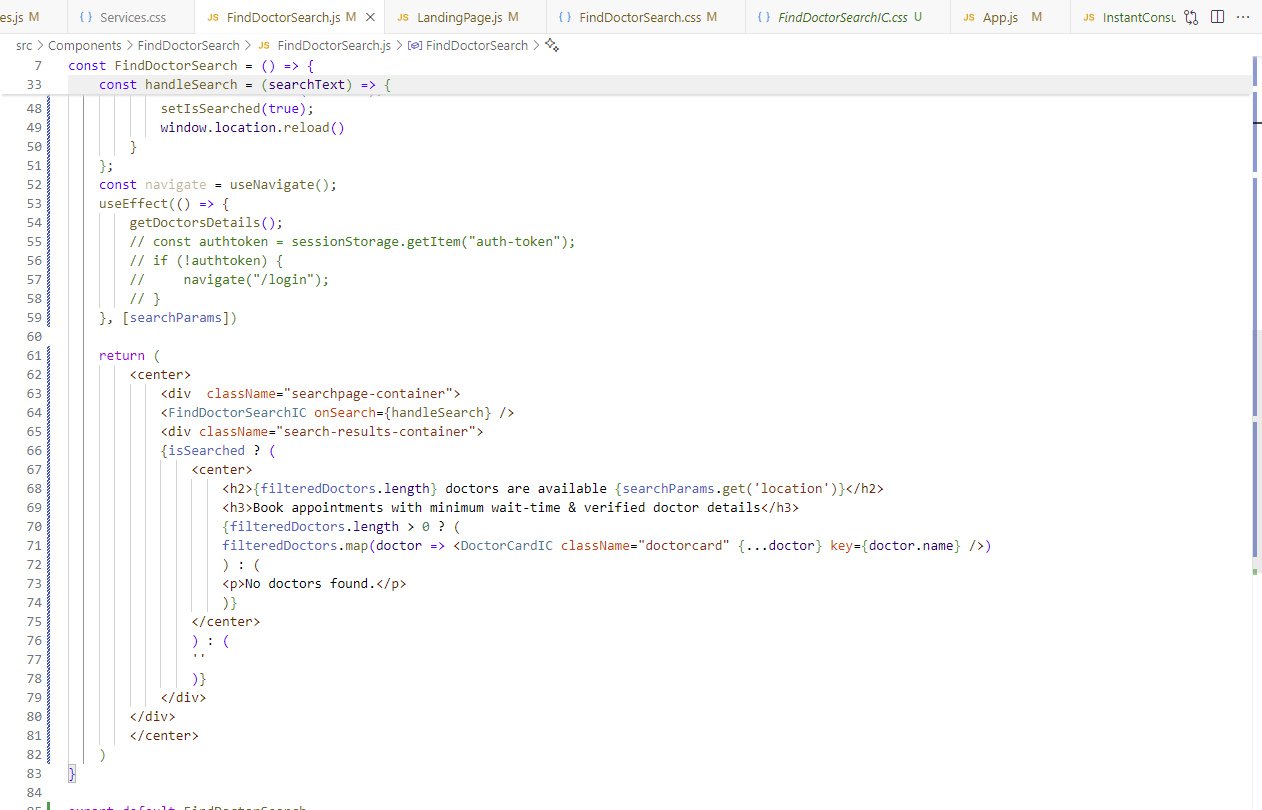 es.js M
{ } Services.css
JS FindDoctorSearch.js M ×
JS LandingPage.js M
{ } FindDoctorSearch.css M
{ } FindDoctorSearchIC.css U
JS App.js M
JS InstantConsu
src > Components > FindDoctorSearch > JS FindDoctorSearch.js > FindDoctorSearch >
7 const FindDoctorSearch = () => {
33 const handleSearch = (searchText) => {
48 setIsSearched(true);
49 window.location.reload()
50 }
51 };
52 const navigate = useNavigate();
53 useEffect(() => {
54 getDoctorsDetails();
55 // const authtoken = sessionStorage.getItem("auth-token");
56 // if (!authtoken) {
57 //     navigate("/login");
58 // }
59 }, [searchParams])
60
61 return (
62 <center>
63 <div  className="searchpage-container">
64 <FindDoctorSearchIC onSearch={handleSearch} />
65 <div className="search-results-container">
66 {isSearched ? (
67 <center>
68 <h2>{filteredDoctors.length} doctors are available {searchParams.get('location')}</h2>
69 <h3>Book appointments with minimum wait-time & verified doctor details</h3>
70 {filteredDoctors.length > 0 ? (
71 filteredDoctors.map(doctor => <DoctorCardIC className="doctorcard" {...doctor} key={doctor.name} />)
72 ) : (
73 <p>No doctors found.</p>
74 )}
75 </center>
76 ) : (
77 ''
78 )}
79 </div>
80 </div>
81 </center>
82 )
83 }
84
85 export default FindDoctorSearch